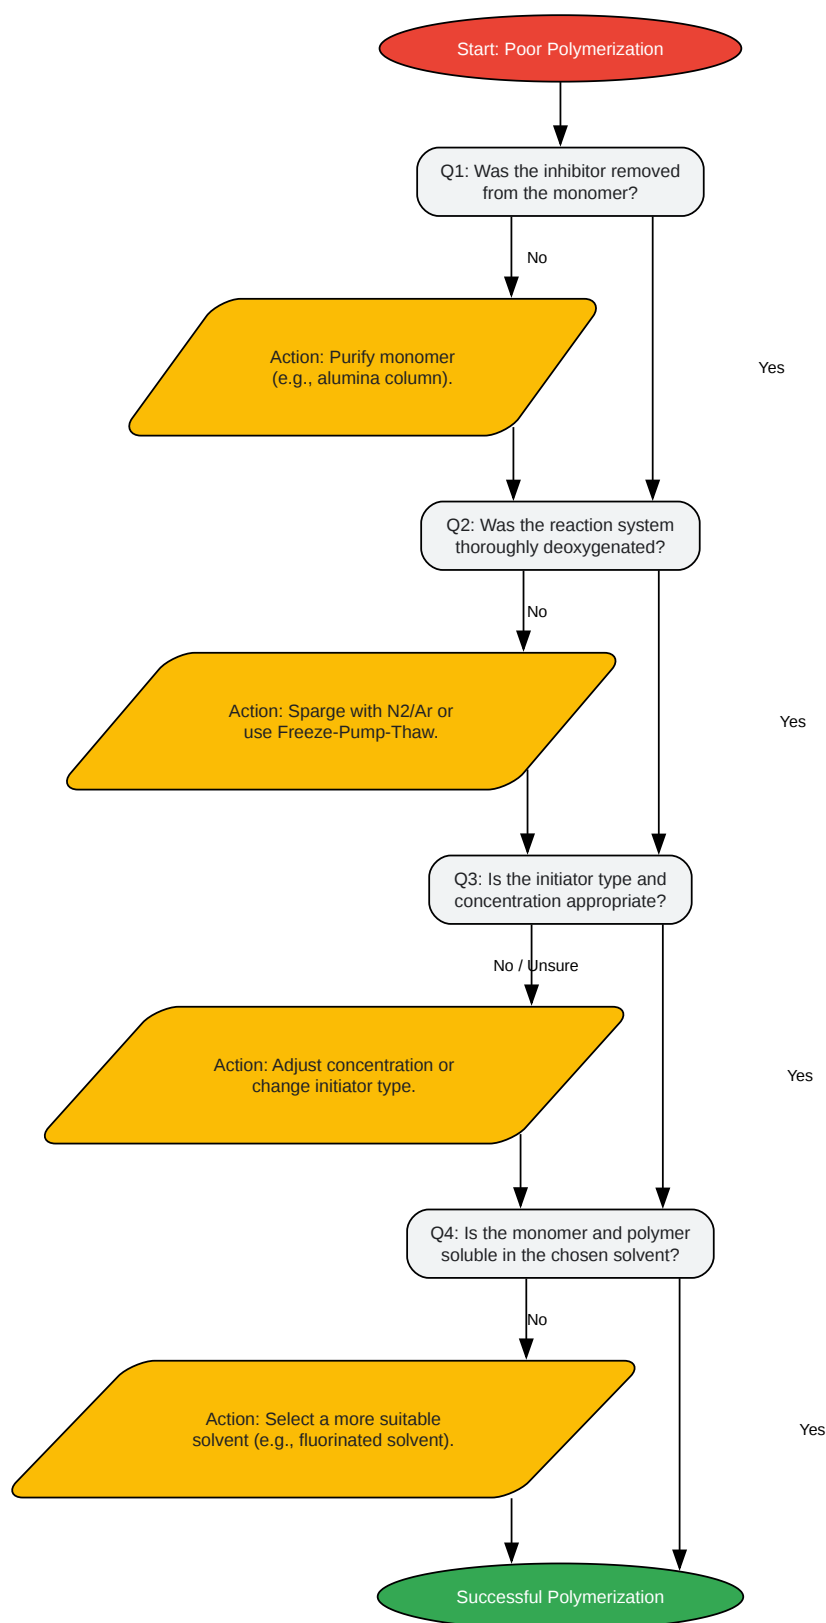 Start: Poor Polymerization
Q1: Was the inhibitor removed
from the monomer?
No
Action: Purify monomer
(e.g., alumina column).
Yes
Q2: Was the reaction system
thoroughly deoxygenated?
No
Action: Sparge with N2/Ar or
use Freeze-Pump-Thaw.
Yes
Q3: Is the initiator type and
concentration appropriate?
No / Unsure
Action: Adjust concentration or
change initiator type.
Yes
Q4: Is the monomer and polymer
soluble in the chosen solvent?
No
Action: Select a more suitable
solvent (e.g., fluorinated solvent).
Yes
Successful Polymerization